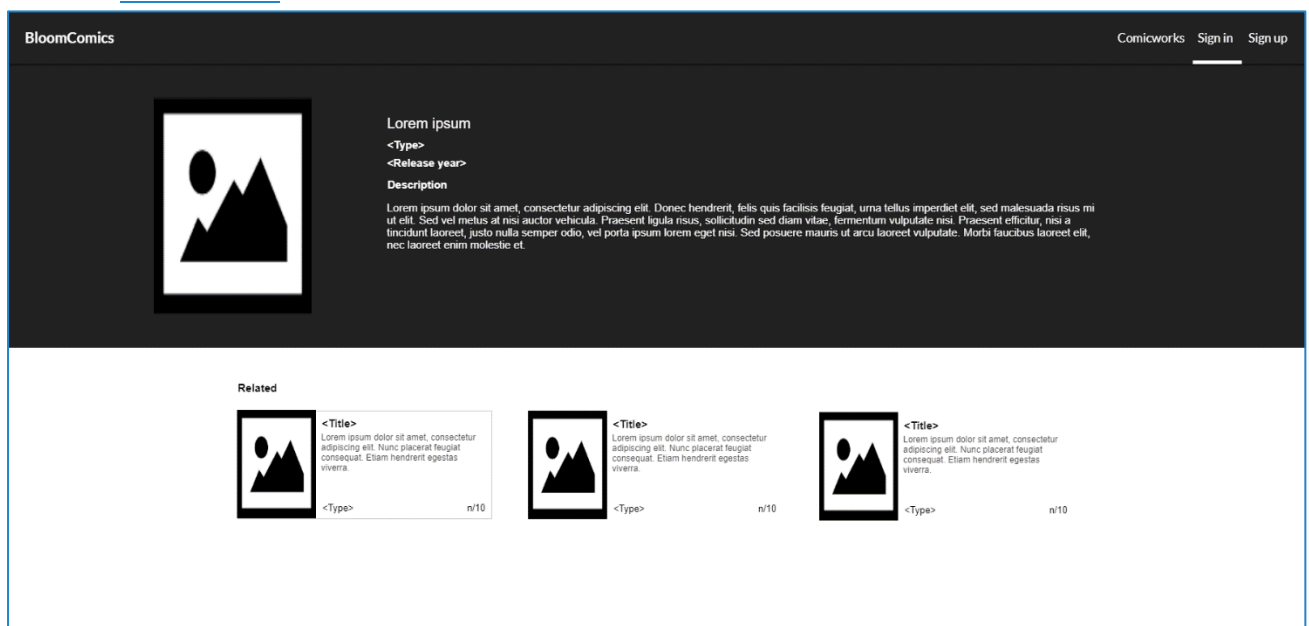 BloomComics
Comicworks Sign in Sign up
Lorem ipsum
<Type>
<Release year>
Description
Lorem ipsum dolor sit amet, consectetur adipiscing elit. Donec hendrerit, felis quis facilisis feugiat, urna tellus imperdiet elit, sed malesuada risus mi
ut elit. Sed vel metus at nisi auctor vehicula. Praesent ligula risus, sollicitudin sed diam vitae, fermentum vulputate nisi. Praesent efficitur, nisi a
tincidunt laoreet, justo nulla semper odio, vel porta ipsum lorem eget nisi. Sed posuere mauris ut arcu laoreet vulputate. Morbi faucibus laoreet elit,
nec laoreet enim molestie et.
Related
<Title>
Lorem ipsum dolor sit amet, consectetur
adipiscing elit. Nunc placerat feugiat
consequat. Etiam hendrerit egestas
viverra.
<Type> n/10
<Title>
Lorem ipsum dolor sit amet, consectetur
adipiscing elit. Nunc placerat feugiat
consequat. Etiam hendrerit egestas
viverra.
<Type> n/10
<Title>
Lorem ipsum dolor sit amet, consectetur
adipiscing elit. Nunc placerat feugiat
consequat. Etiam hendrerit egestas
viverra.
<Type> n/10